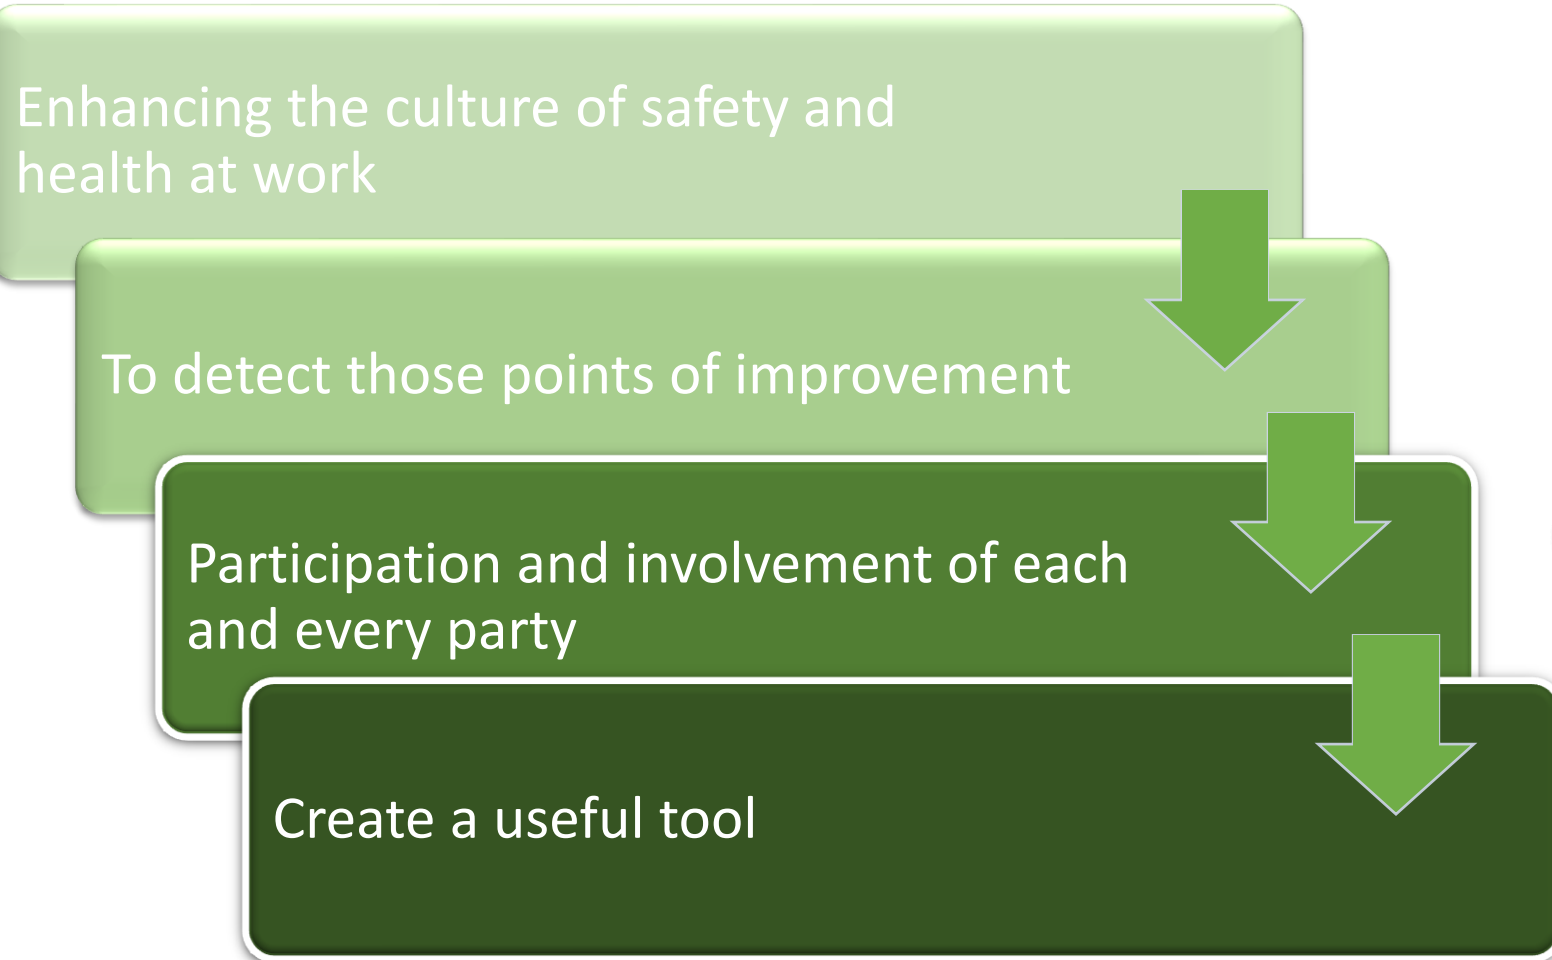 Enhancing the culture of safety and
health at work
To detect those points of improvement
Participation and involvement of each
and every party
Create a useful tool